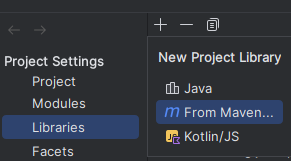 Project Settings
Project
Modules
Libraries
Facets
New Project Library
Java
From Maven...
Kotlin/JS